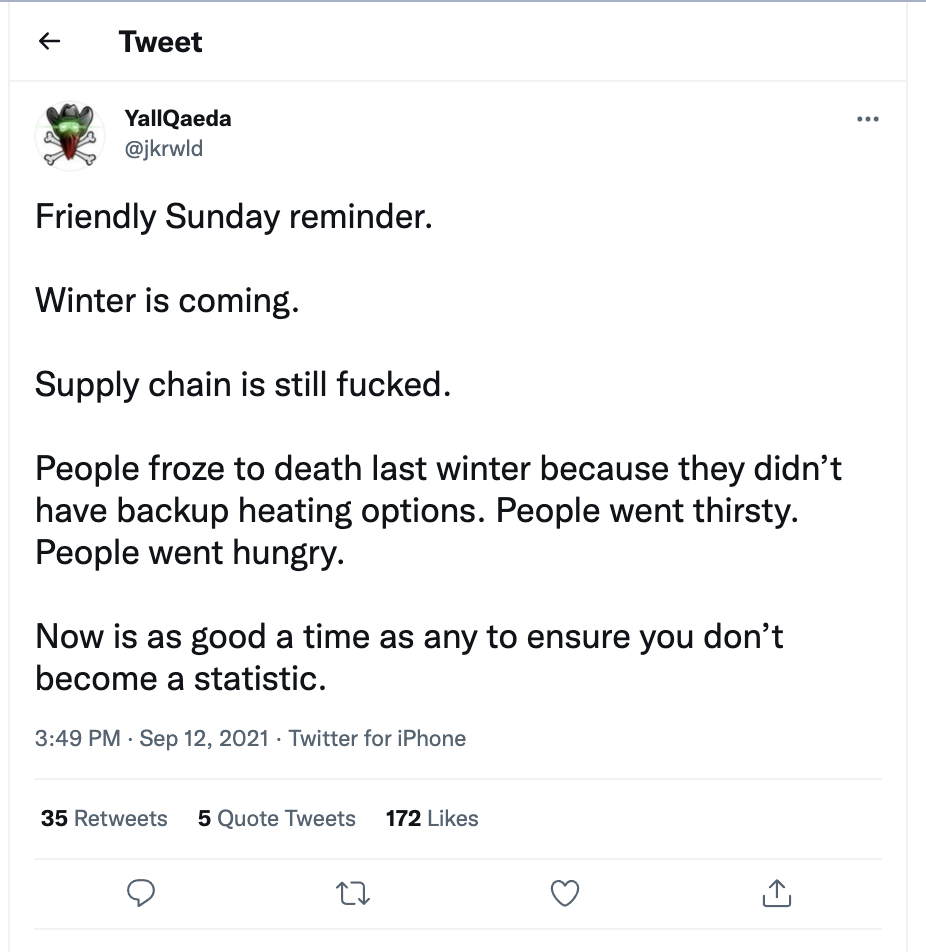 Tweet
YallQaeda
@jkrwld
Friendly Sunday reminder.
Winter is coming.
Supply chain is still fucked.
People froze to death last winter because they didn’t
have backup heating options. People went thirsty.
People went hungry.
Now is as good a time as any to ensure you don’t
become a statistic.
3:49 PM · Sep 12, 2021 · Twitter for iPhone
35 Retweets 5 Quote Tweets 172 Likes